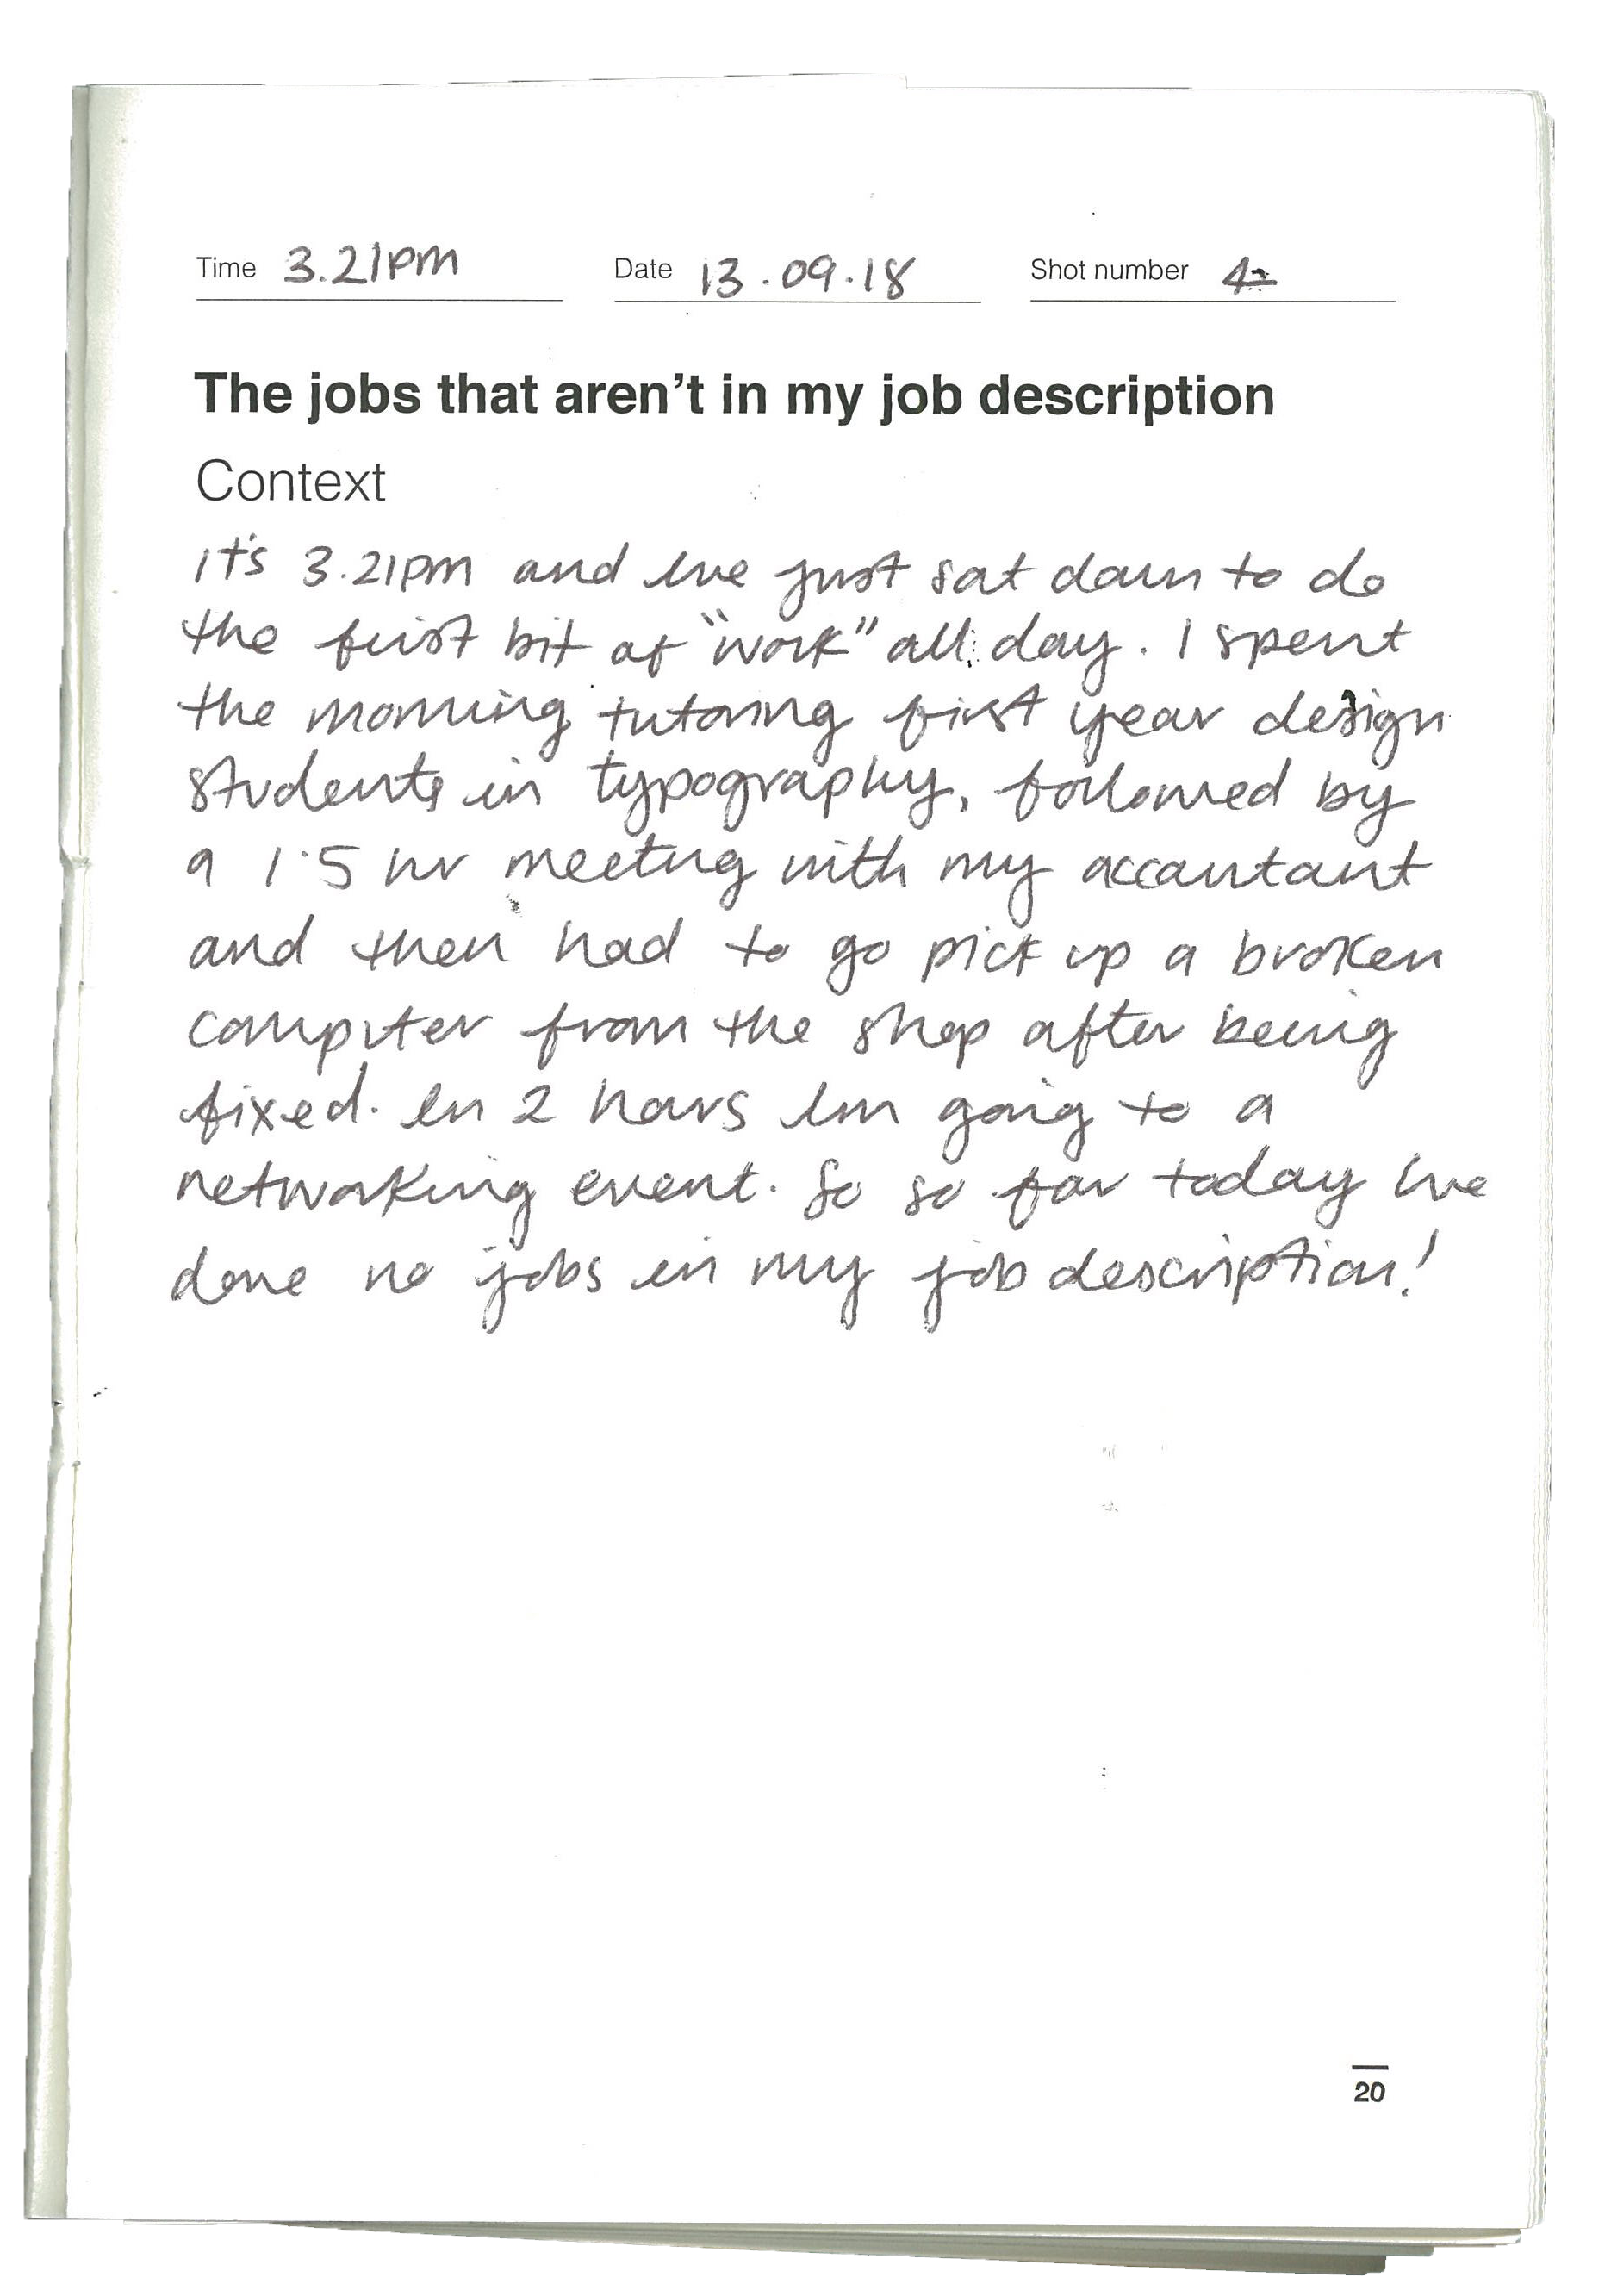 Time 3.21pm Date 13.09.18 Shot number
The jobs that aren't in my job description
Context
It's 3.21pm and I've just sat down to do
the first bit of "work" all day. I spent
the morning tutoring first year design
students in typography, followed by
a 1.5 hr meeting with my accountant
and then had to go pick up a broken
computer from the shop after being
fixed. In 2 hours I'm going to a
networking event. So so far today I've
done no jobs in my job description!
20